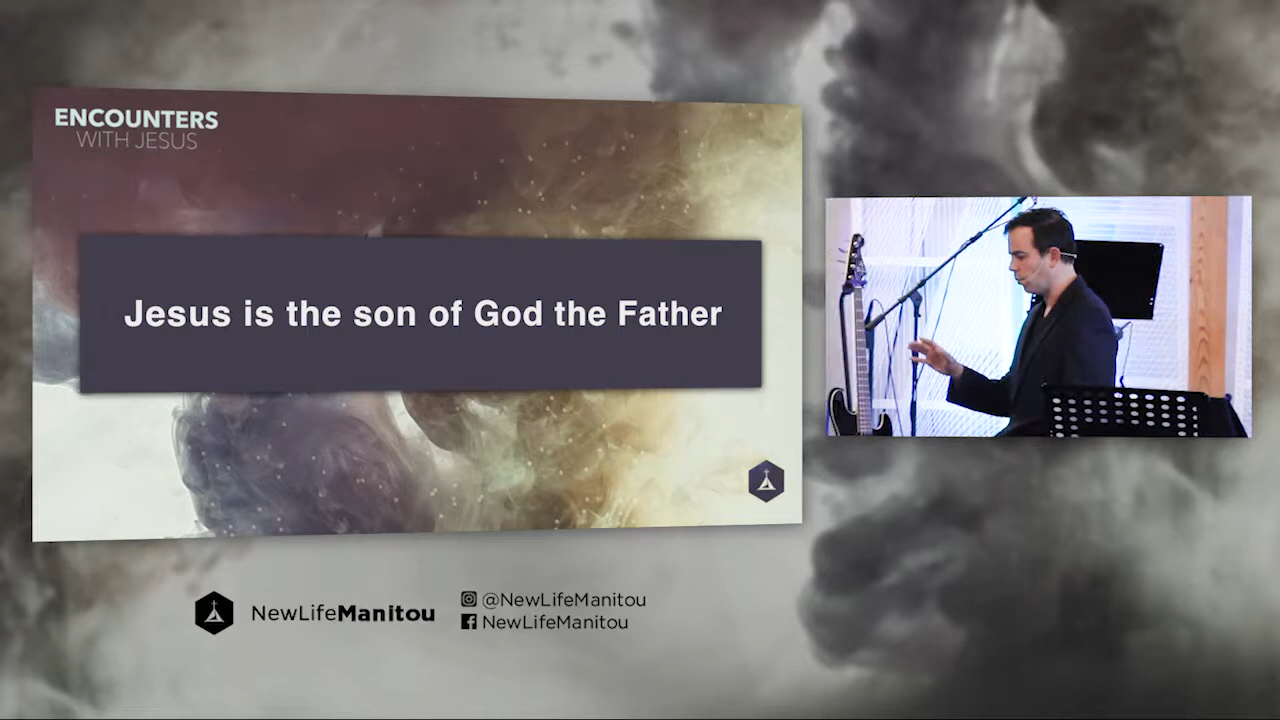 ENCOUNTERS
WITH JESUS
Jesus is the son of God the Father
NewLifeManitou
@NewLifeManitou
NewLifeManitou